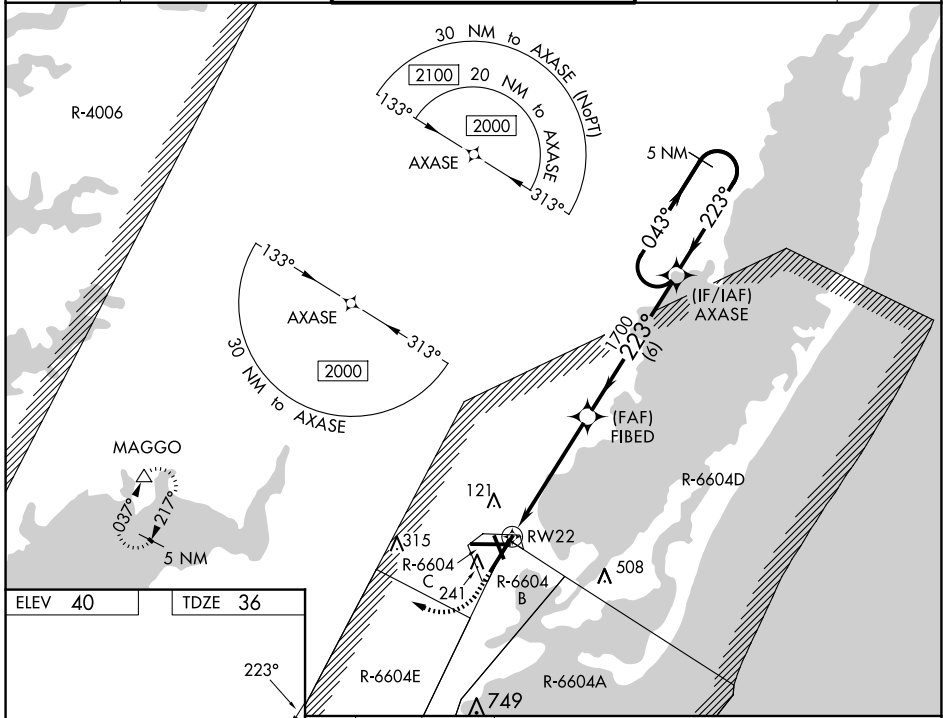 30 NM to AXASE (NoPT)
2100
20 NM to AXASE
2000
133°
AXASE
313°
R-4006
5 NM
043°
223°
(IF/IAF)
AXASE
133°
AXASE
313°
2000
30 NM to AXASE
1700
223°
(6)
(FAF)
FIBED
MAGGO
037°
217°
5 NM
R-6604D
121
RW22
315
R-6604
C
241
R-6604
B
508
ELEV 40
TDZE 36
223°
R-6604E
R-6604A
749